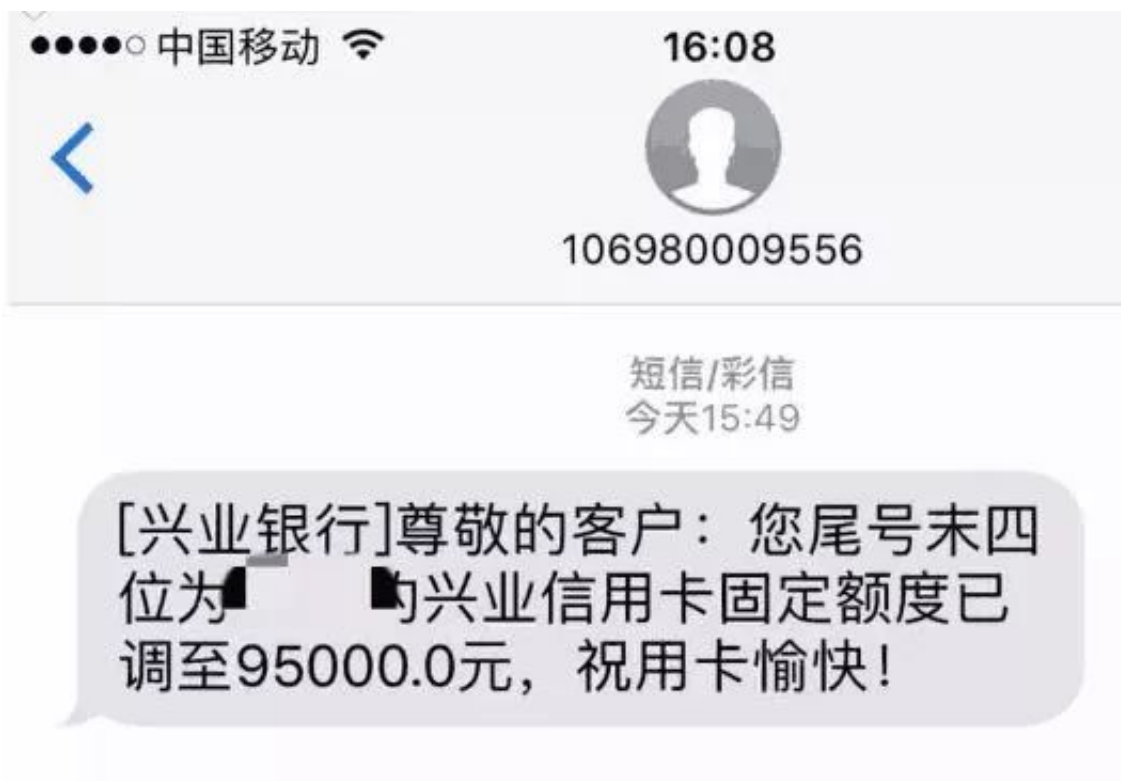 中国移动
16:08
106980009556
短信/彩信
今天15:49
[兴业银行]尊敬的客户：您尾号末四
位为 的兴业信用卡固定额度已
调至95000.0元，祝用卡愉快！